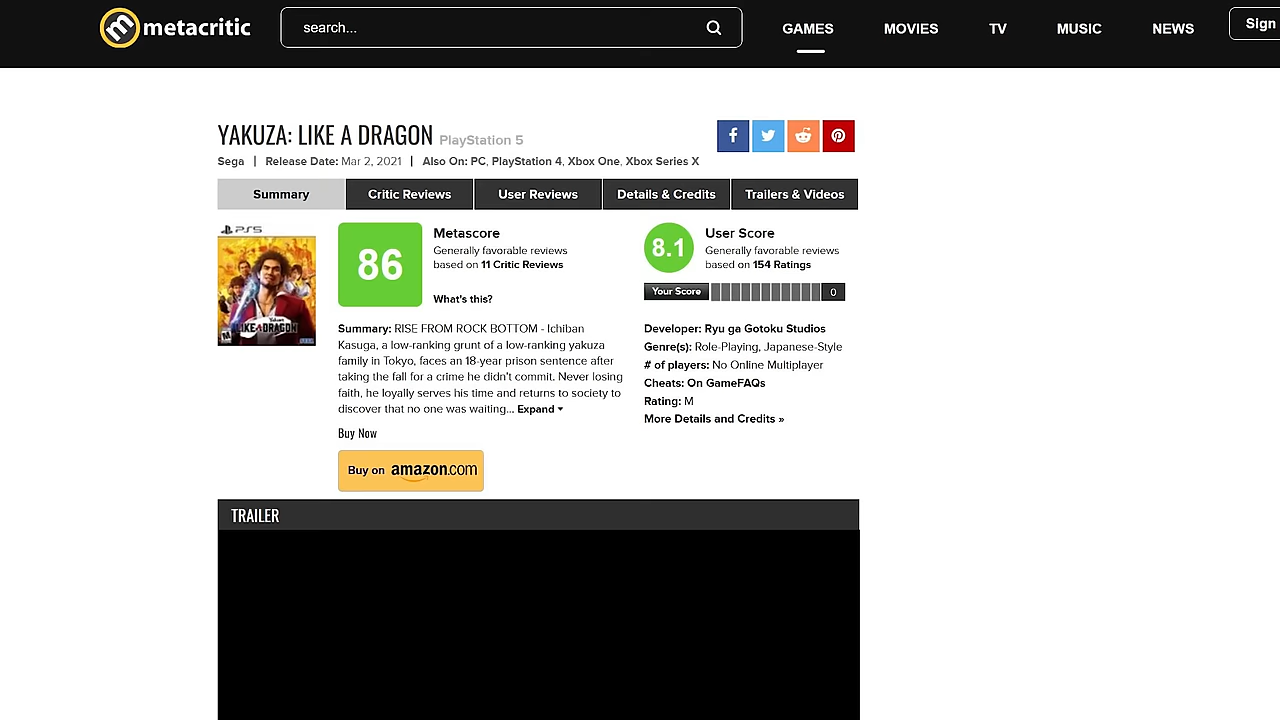 metacritic
search...
GAMES
MOVIES
TV
MUSIC
NEWS
Sign
YAKUZA: LIKE A DRAGON PlayStation 5
Sega | Release Date: Mar 2, 2021 | Also On: PC, PlayStation 4, Xbox One, Xbox Series X
Summary
Critic Reviews
User Reviews
Details & Credits
Trailers & Videos
PS5
Yakuza
LIKE A DRAGON
M
SEGA
86
Metascore
Generally favorable reviews
based on 11 Critic Reviews
What's this?
Summary: RISE FROM ROCK BOTTOM - Ichiban
Kasuga, a low-ranking grunt of a low-ranking yakuza
family in Tokyo, faces an 18-year prison sentence after
taking the fall for a crime he didn't commit. Never losing
faith, he loyally serves his time and returns to society to
discover that no one was waiting... Expand
Buy Now
Buy on amazon.com
8.1
User Score
Generally favorable reviews
based on 154 Ratings
Your Score
0
Developer: Ryu ga Gotoku Studios
Genre(s): Role-Playing, Japanese-Style
# of players: No Online Multiplayer
Cheats: On GameFAQs
Rating: M
More Details and Credits »
TRAILER